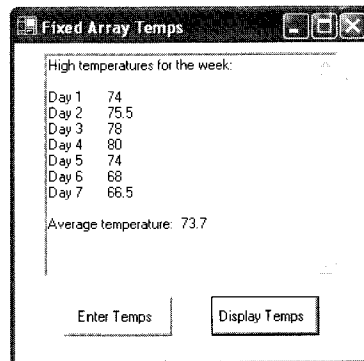 Fixed Array Temps
High temperatures for the week:
Day 1 74
Day 2 75.5
Day 3 78
Day 4 80
Day 5 74
Day 6 68
Day 7 66.5
Average temperature: 73.7
Enter Temps
Display Temps